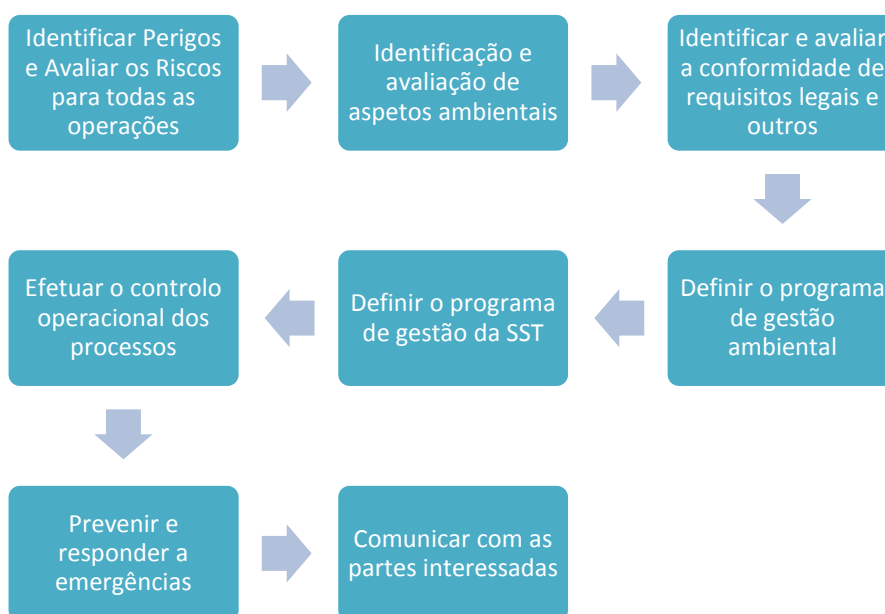 Identificar Perigos
e Avaliar os Riscos
para todas as
operações
Identificação e
avaliação de
aspetos ambientais
Identificar e avaliar
a conformidade de
requisitos legais e
outros
Definir o programa
de gestão
ambiental
Definir o programa
de gestão da SST
Efetuar o controlo
operacional dos
processos
Prevenir e
responder a
emergências
Comunicar com as
partes interessadas